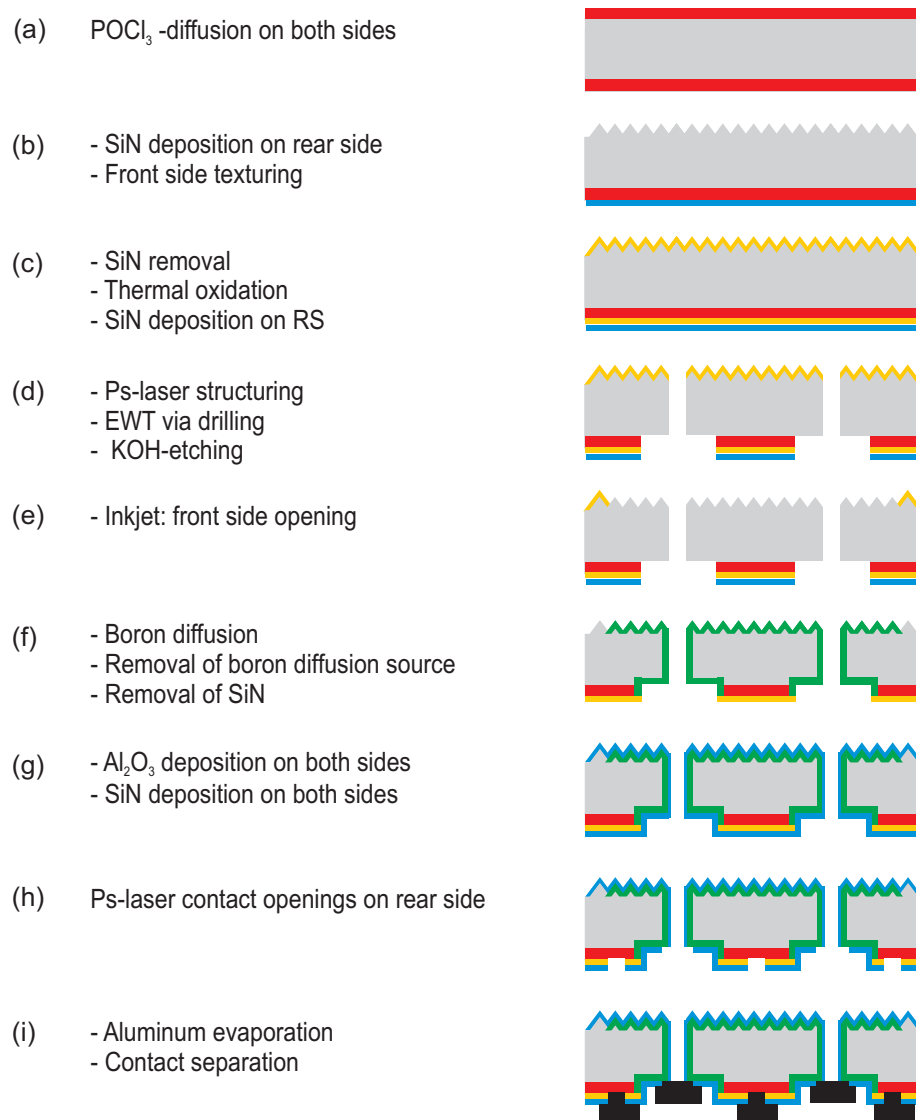 (a) POCl₃ -diffusion on both sides
(b) - SiN deposition on rear side
- Front side texturing
(c) - SiN removal
- Thermal oxidation
- SiN deposition on RS
(d) - Ps-laser structuring
- EWT via drilling
- KOH-etching
(e) - Inkjet: front side opening
(f) - Boron diffusion
- Removal of boron diffusion source
- Removal of SiN
(g) - Al₂O₃ deposition on both sides
- SiN deposition on both sides
(h) Ps-laser contact openings on rear side
(i) - Aluminum evaporation
- Contact separation